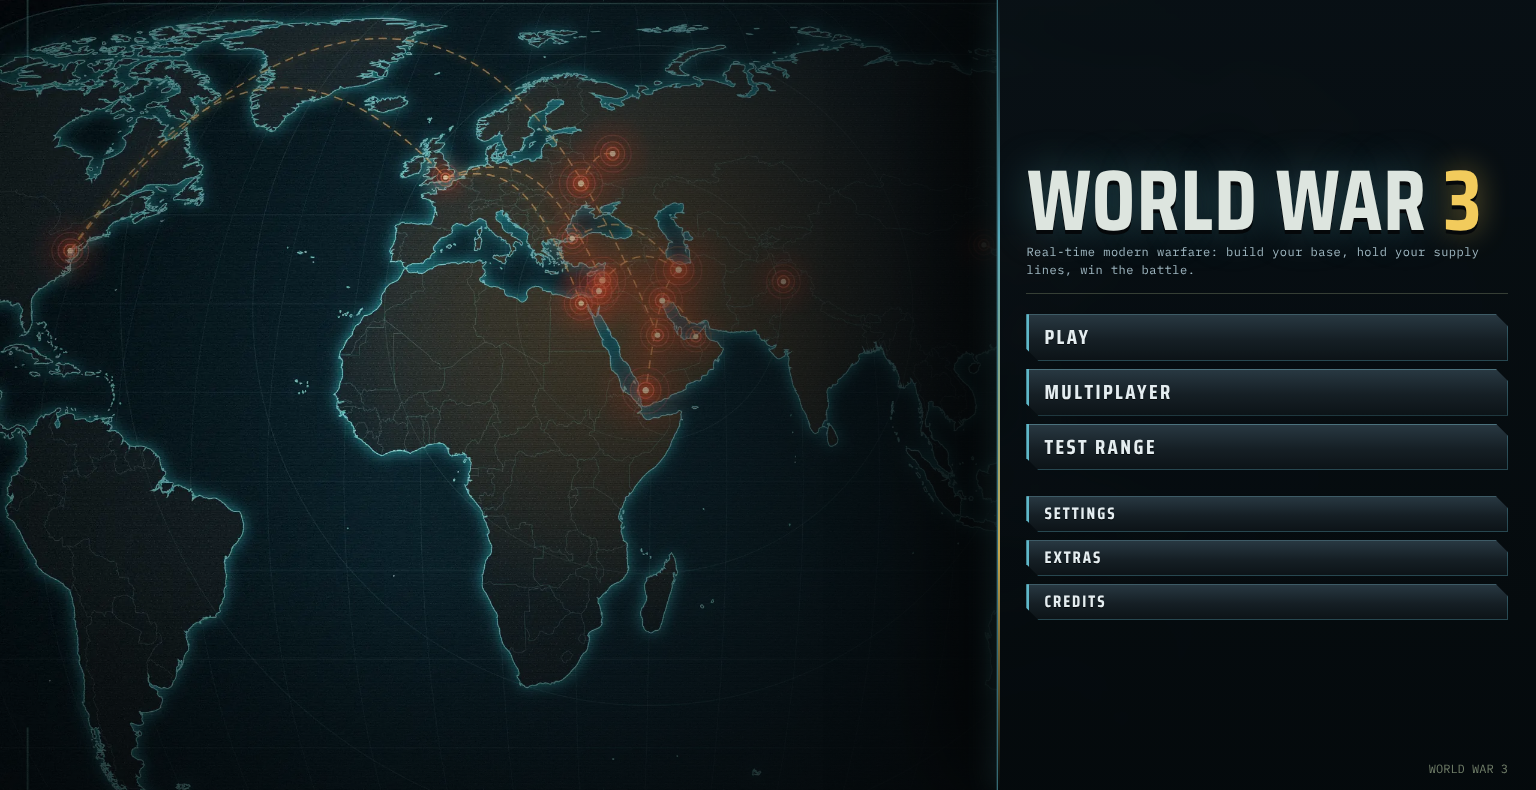 WORLD WAR 3
Real-time modern warfare: build your base, hold your supply
lines, win the battle.
PLAY
MULTIPLAYER
TEST RANGE
SETTINGS
EXTRAS
CREDITS
WORLD WAR 3